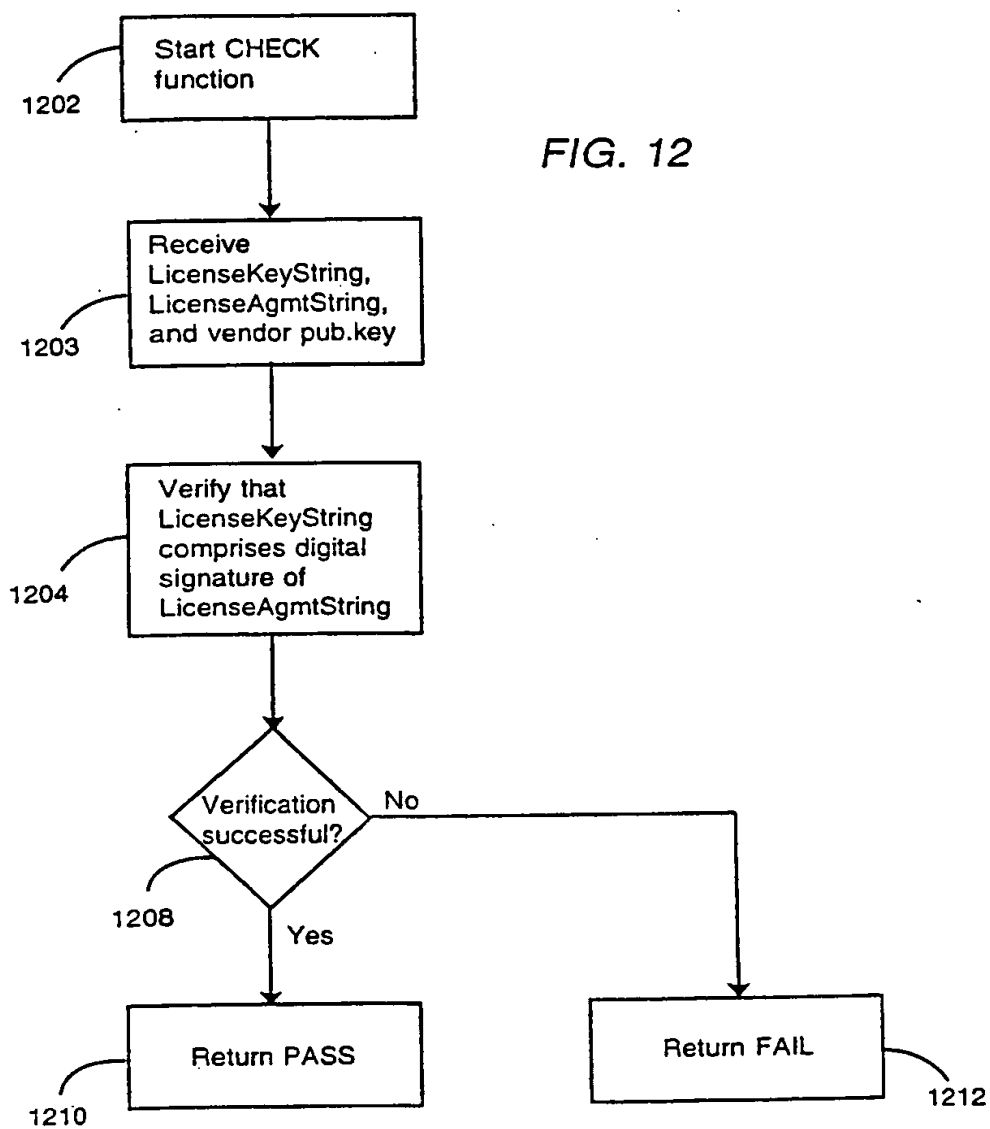 Start CHECK
function
1202
FIG. 12
Receive
LicenseKeyString,
LicenseAgmtString,
and vendor pub.key
1203
Verify that
LicenseKeyString
comprises digital
signature of
LicenseAgmtString
1204
Verification
successful?
No
1208
Yes
Return PASS
1210
Return FAIL
1212